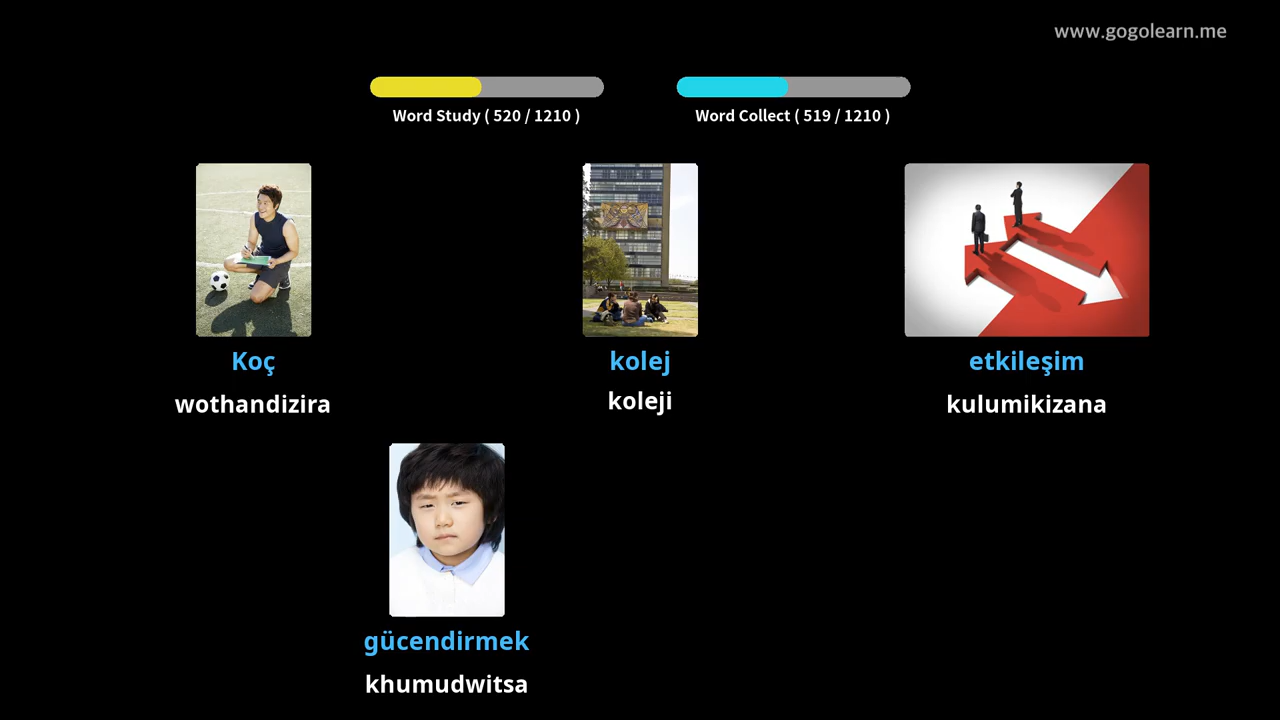 www.gogolearn.me
Word Study ( 520 / 1210 )
Word Collect ( 519 / 1210 )
Koç
wothandizira
kolej
koleji
etkileşim
kulumikizana
gücendirmek
khumudwitsa